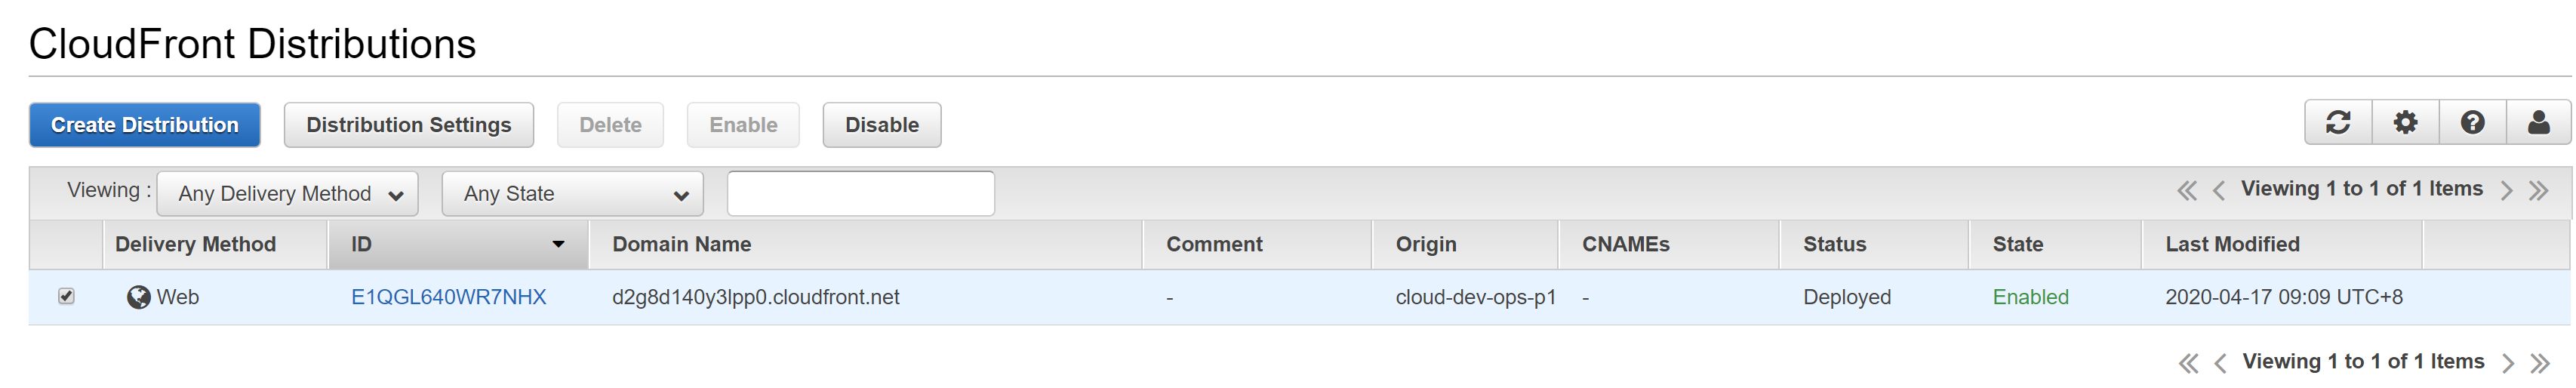 CloudFront Distributions
Create Distribution Distribution Settings Delete Enable Disable
Viewing : Any Delivery Method Any State Viewing 1 to 1 of 1 Items
Delivery Method ID Domain Name Comment Origin CNAMEs Status State Last Modified
Web E1QGL640WR7NHX d2g8d140y3lpp0.cloudfront.net - cloud-dev-ops-p1 - Deployed Enabled 2020-04-17 09:09 UTC+8
Viewing 1 to 1 of 1 Items